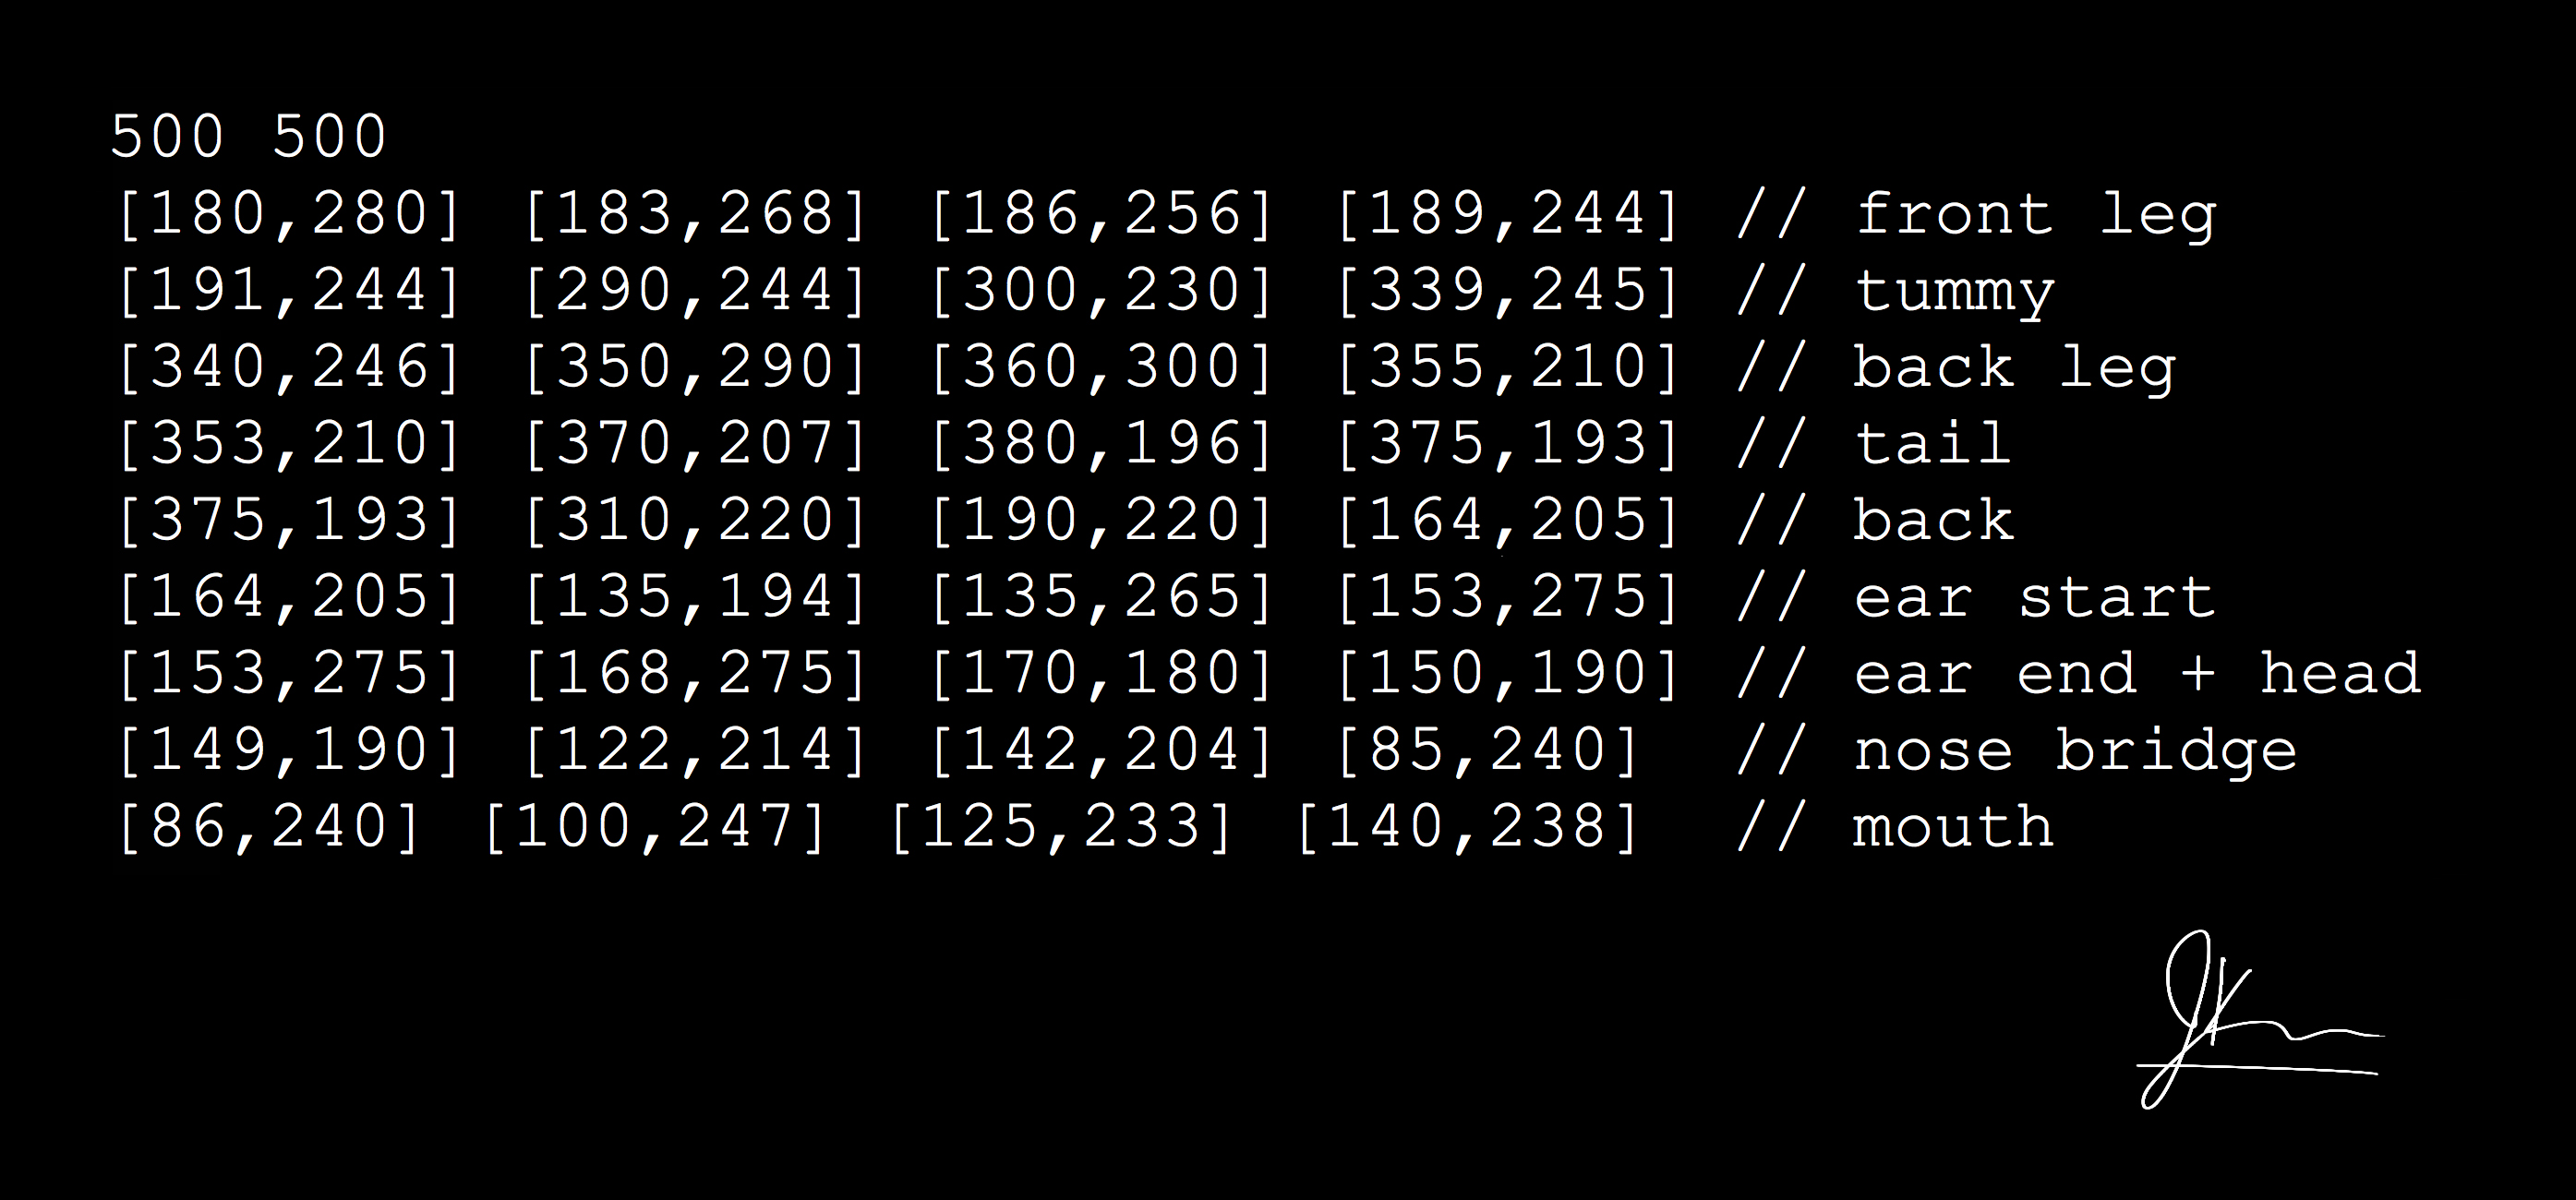 500 500
[180,280] [183,268] [186,256] [189,244] // front leg
[191,244] [290,244] [300,230] [339,245] // tummy
[340,246] [350,290] [360,300] [355,210] // back leg
[353,210] [370,207] [380,196] [375,193] // tail
[375,193] [310,220] [190,220] [164,205] // back
[164,205] [135,194] [135,265] [153,275] // ear start
[153,275] [168,275] [170,180] [150,190] // ear end + head
[149,190] [122,214] [142,204] [85,240] // nose bridge
[86,240] [100,247] [125,233] [140,238] // mouth